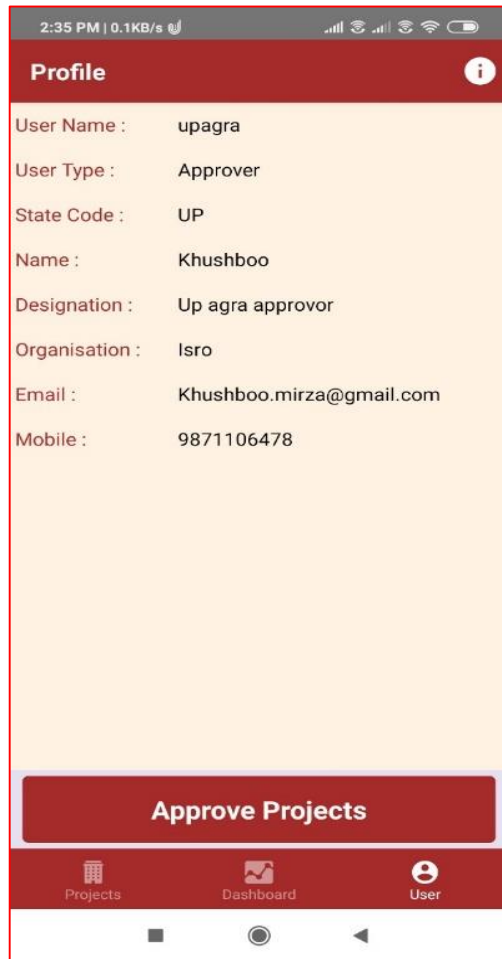 2:35 PM | 0.1KB/s
Profile
User Name : upagra
User Type : Approver
State Code : UP
Name : Khushboo
Designation : Up agra approvor
Organisation : Isro
Email : Khushboo.mirza@gmail.com
Mobile : 9871106478
Approve Projects
Projects Dashboard User